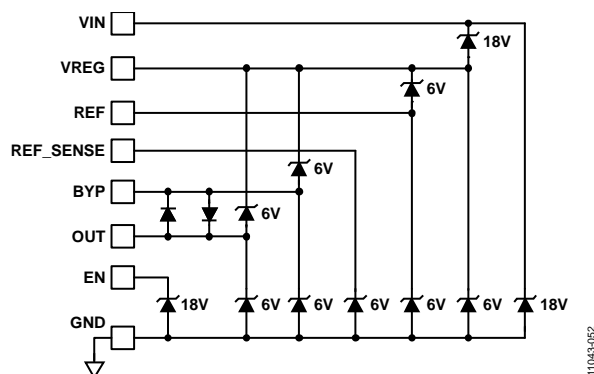 VIN
18V
VREG
6V
REF
REF_SENSE
6V
BYP
6V
OUT
EN
18V 6V 6V 6V 6V 6V 18V
GND
11043-052